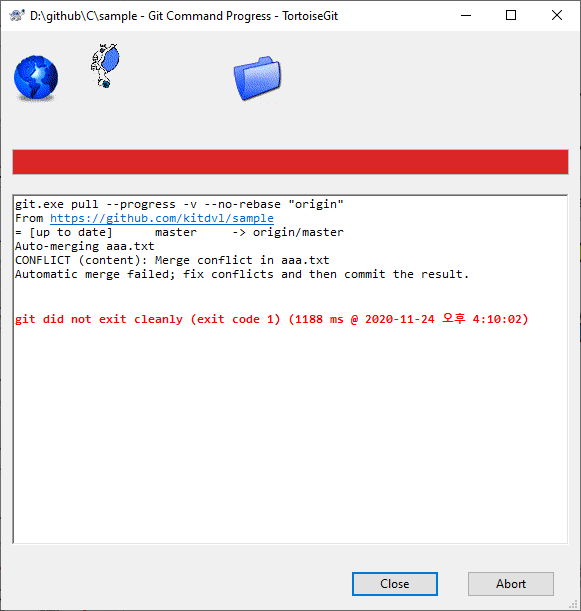 D:\github\C\sample - Git Command Progress - TortoiseGit
git.exe pull --progress -v --no-rebase "origin"
From https://github.com/kitdvl/sample
= [up to date]      master     -> origin/master
Auto-merging aaa.txt
CONFLICT (content): Merge conflict in aaa.txt
Automatic merge failed; fix conflicts and then commit the result.
git did not exit cleanly (exit code 1) (1188 ms @ 2020-11-24 오후 4:10:02)
Close Abort